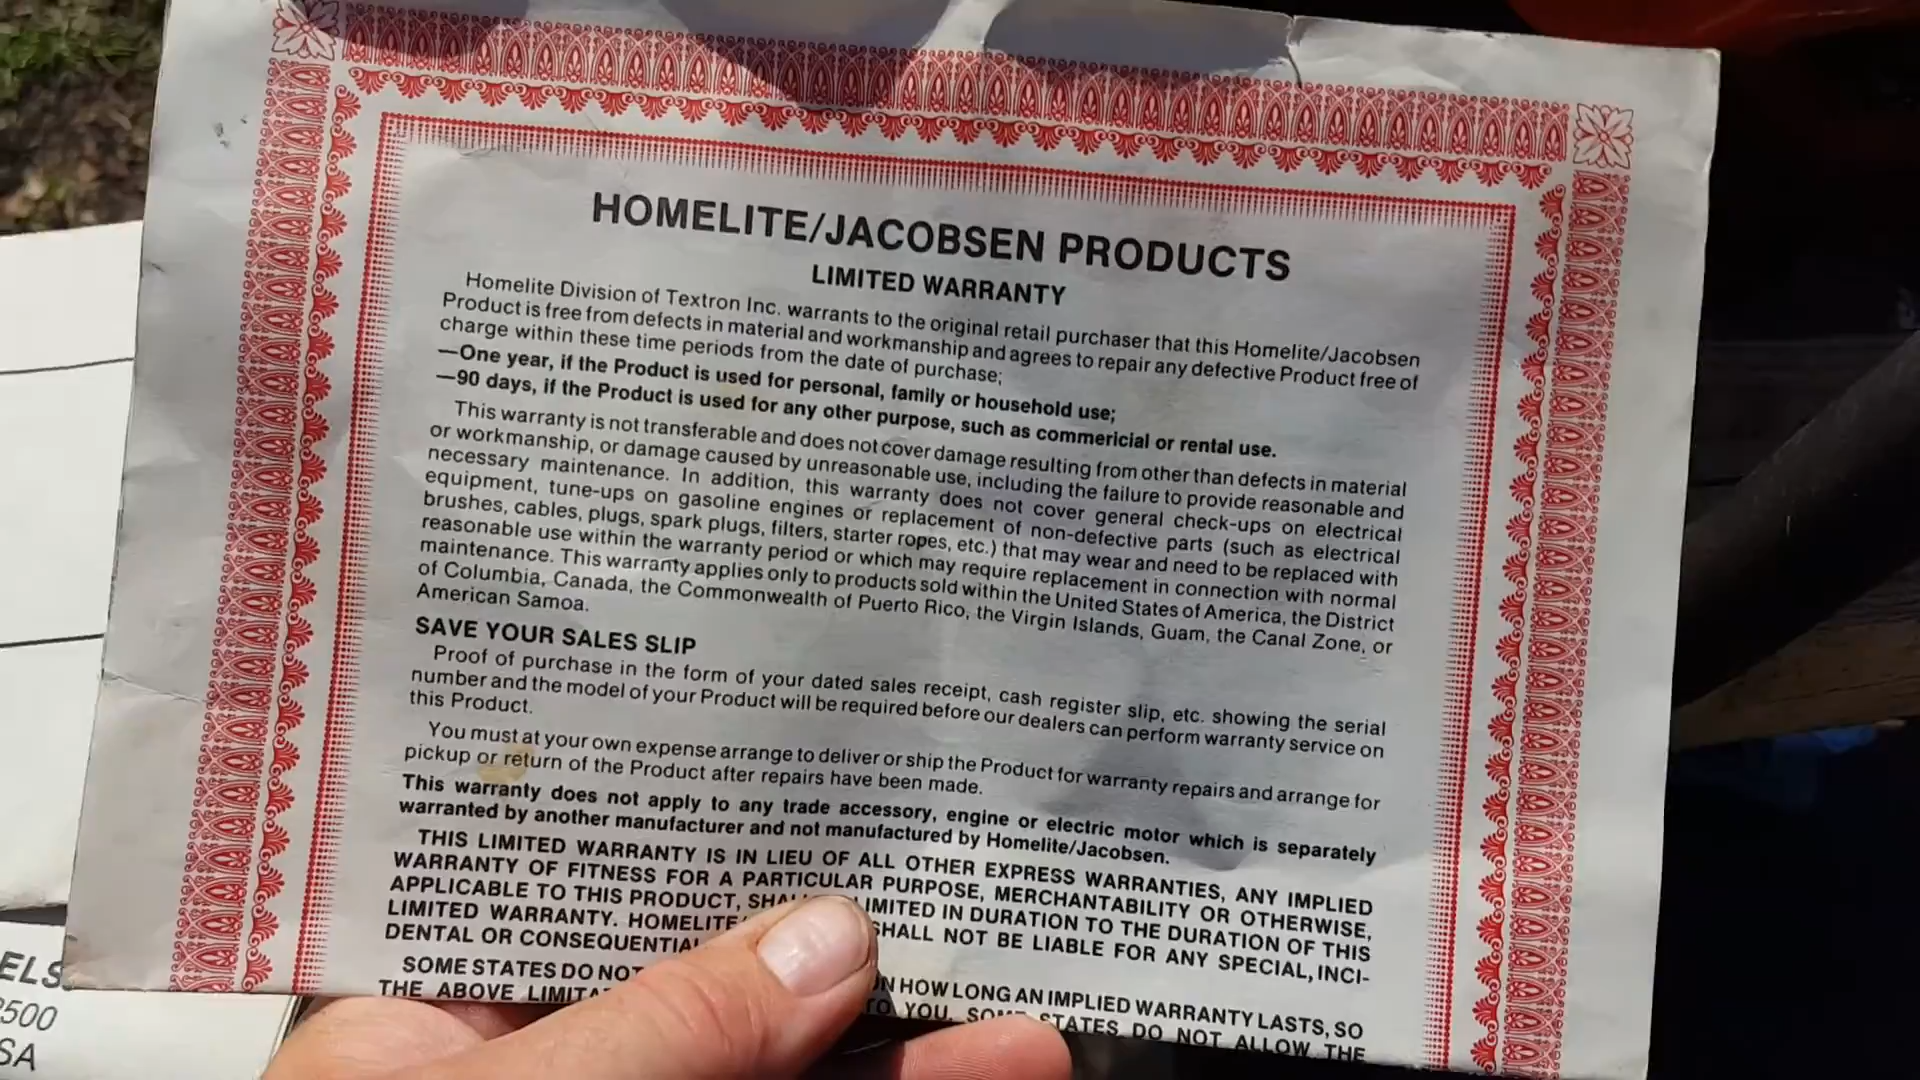 HOMELITE/JACOBSEN PRODUCTS
LIMITED WARRANTY
Homelite Division of Textron Inc. warrants to the original retail purchaser that this Homelite/Jacobsen
Product is free from defects in material and workmanship and agrees to repair any defective Product free of
charge within these time periods from the date of purchase;
—One year, if the Product is used for personal, family or household use;
—90 days, if the Product is used for any other purpose, such as commericial or rental use.
This warranty is not transferable and does not cover damage resulting from other than defects in material
or workmanship, or damage caused by unreasonable use, including the failure to provide reasonable and
necessary maintenance. In addition, this warranty does not cover general check-ups on electrical
equipment, tune-ups on gasoline engines or replacement of non-defective parts (such as electrical
brushes, cables, plugs, spark plugs, filters, starter ropes, etc.) that may wear and need to be replaced with
reasonable use within the warranty period or which may require replacement in connection with normal
maintenance. This warranty applies only to products sold within the United States of America, the District
of Columbia, Canada, the Commonwealth of Puerto Rico, the Virgin Islands, Guam, the Canal Zone, or
American Samoa.
SAVE YOUR SALES SLIP
Proof of purchase in the form of your dated sales receipt, cash register slip, etc. showing the serial
number and the model of your Product will be required before our dealers can perform warranty service on
this Product.
You must at your own expense arrange to deliver or ship the Product for warranty repairs and arrange for
pickup or return of the Product after repairs have been made.
This warranty does not apply to any trade accessory, engine or electric motor which is separately
warranted by another manufacturer and not manufactured by Homelite/Jacobsen.
THIS LIMITED WARRANTY IS IN LIEU OF ALL OTHER EXPRESS WARRANTIES, ANY IMPLIED
WARRANTY OF FITNESS FOR A PARTICULAR PURPOSE, MERCHANTABILITY OR OTHERWISE,
APPLICABLE TO THIS PRODUCT, LIMITED IN DURATION TO THE DURATION OF THIS
LIMITED WARRANTY. HOMELITE/ SHALL NOT BE LIABLE FOR ANY SPECIAL, INCI-
DENTAL OR CONSEQUENTIAL
SOME STATES DO NOT ON HOW LONG AN IMPLIED WARRANTY LASTS, SO
THE ABOVE TO YOU. SOME STATES DO NOT ALLOW THE
ELS
500
SA